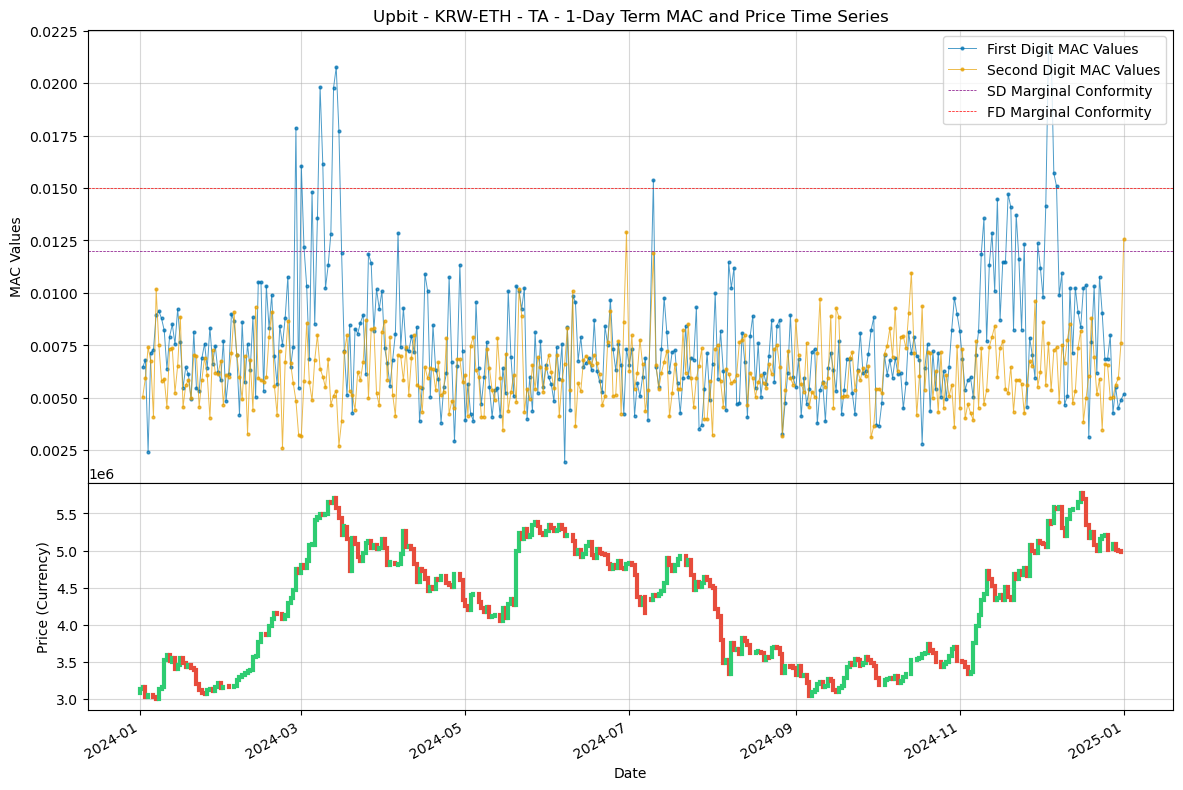 Upbit - KRW-ETH - TA - 1-Day Term MAC and Price Time Series
0.0225
0.0200
0.0175
0.0150
0.0125
0.0100
0.0075
0.0050
0.0025
MAC Values
First Digit MAC Values
Second Digit MAC Values
SD Marginal Conformity
FD Marginal Conformity
1e6
5.5
5.0
4.5
4.0
3.5
3.0
Price (Currency)
2024-01
2024-03
2024-05
2024-07
2024-09
2024-11
2025-01
Date